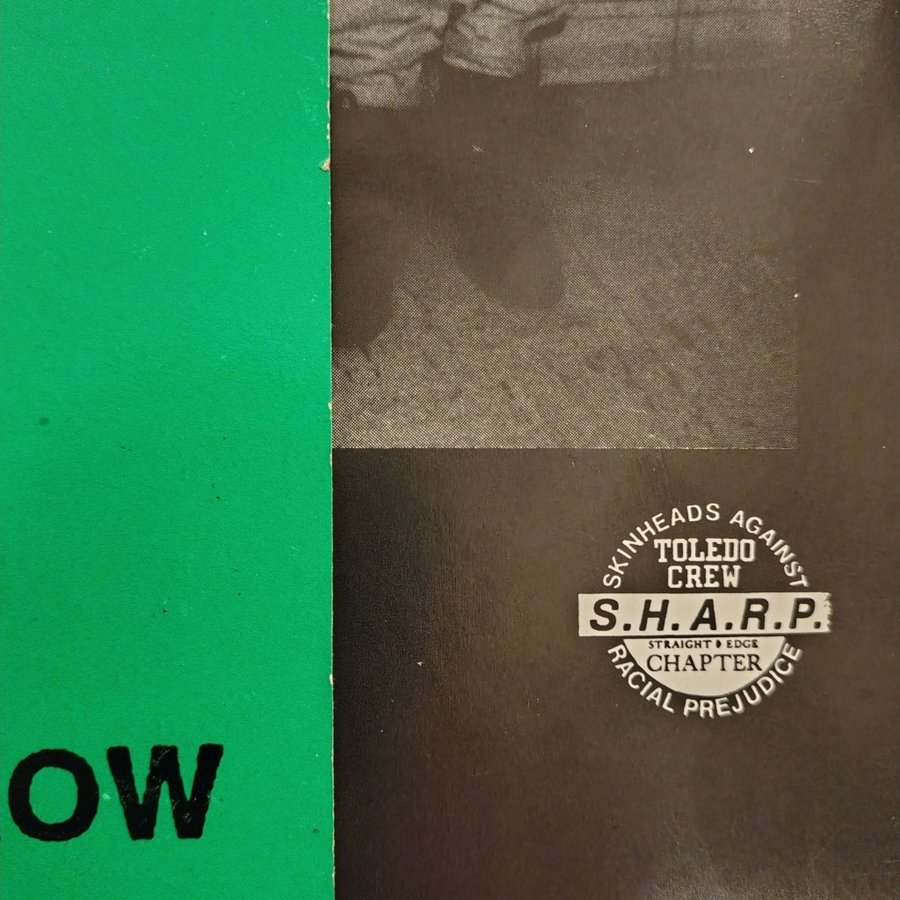 SKINHEADS AGAINST
TOLEDO
CREW
S.H.A.R.P.
STRAIGHT EDGE
CHAPTER
RACIAL PREJUDICE
OW